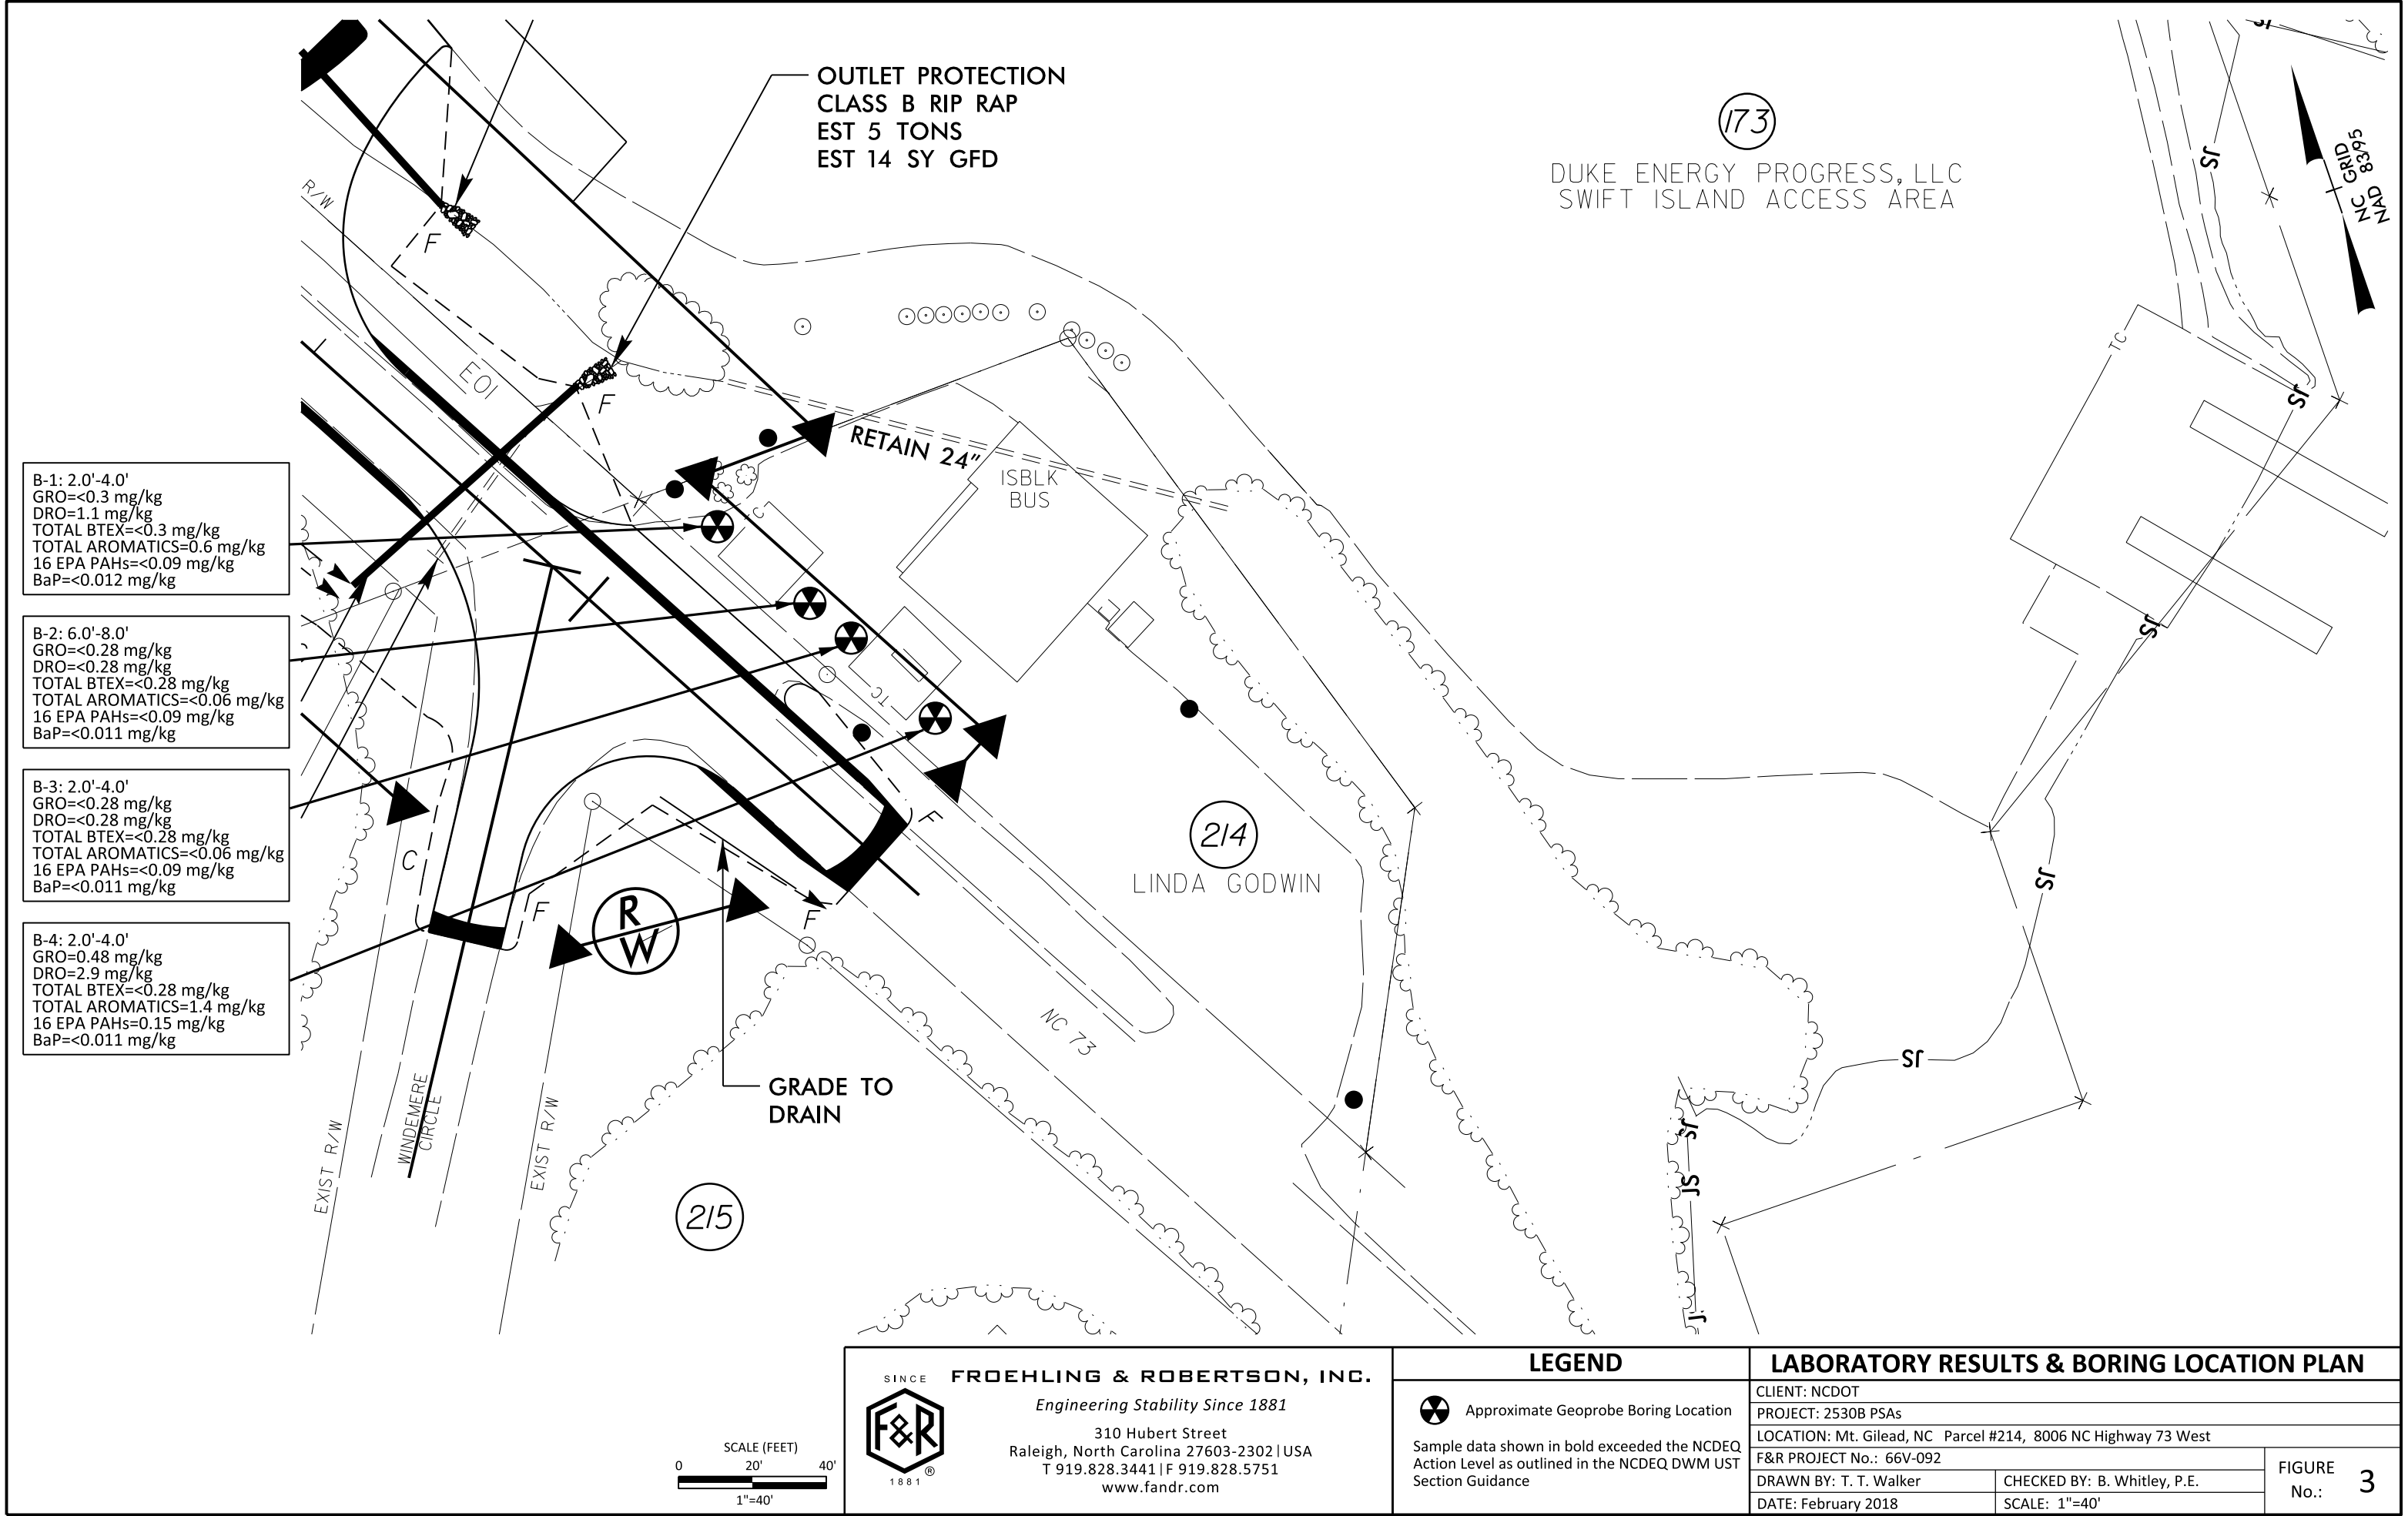 OUTLET PROTECTION
CLASS B RIP RAP
EST 5 TONS
EST 14 SY GFD
173
DUKE ENERGY PROGRESS, LLC
SWIFT ISLAND ACCESS AREA
NC GRID
NAD 83/95
JS
JS
JS
JS
JS
JS
JS
R/W
F
EOI
F
RETAIN 24"
ISBLK
BUS
TC
TC
C
B-1: 2.0'-4.0'
GRO=<0.3 mg/kg
DRO=1.1 mg/kg
TOTAL BTEX=<0.3 mg/kg
TOTAL AROMATICS=0.6 mg/kg
16 EPA PAHs=<0.09 mg/kg
BaP=<0.012 mg/kg
B-2: 6.0'-8.0'
GRO=<0.28 mg/kg
DRO=<0.28 mg/kg
TOTAL BTEX=<0.28 mg/kg
TOTAL AROMATICS=<0.06 mg/kg
16 EPA PAHs=<0.09 mg/kg
BaP=<0.011 mg/kg
B-3: 2.0'-4.0'
GRO=<0.28 mg/kg
DRO=<0.28 mg/kg
TOTAL BTEX=<0.28 mg/kg
TOTAL AROMATICS=<0.06 mg/kg
16 EPA PAHs=<0.09 mg/kg
BaP=<0.011 mg/kg
B-4: 2.0'-4.0'
GRO=0.48 mg/kg
DRO=2.9 mg/kg
TOTAL BTEX=<0.28 mg/kg
TOTAL AROMATICS=1.4 mg/kg
16 EPA PAHs=0.15 mg/kg
BaP=<0.011 mg/kg
C
F
F
F
R
W
214
LINDA GODWIN
NC 73
GRADE TO
DRAIN
EXIST R/W
WINDEMERE
CIRCLE
EXIST R/W
215
SCALE (FEET)
0 20' 40'
1"=40'
SINCE
F&R
®
1881
FROEHLING & ROBERTSON, INC.
Engineering Stability Since 1881
310 Hubert Street
Raleigh, North Carolina 27603-2302|USA
T 919.828.3441|F 919.828.5751
www.fandr.com
LEGEND
Approximate Geoprobe Boring Location
Sample data shown in bold exceeded the NCDEQ
Action Level as outlined in the NCDEQ DWM UST
Section Guidance
LABORATORY RESULTS & BORING LOCATION PLAN
CLIENT: NCDOT
PROJECT: 2530B PSAs
LOCATION: Mt. Gilead, NC Parcel #214, 8006 NC Highway 73 West
F&R PROJECT No.: 66V-092
DRAWN BY: T. T. Walker
CHECKED BY: B. Whitley, P.E.
DATE: February 2018
SCALE: 1"=40'
FIGURE
No.: 3